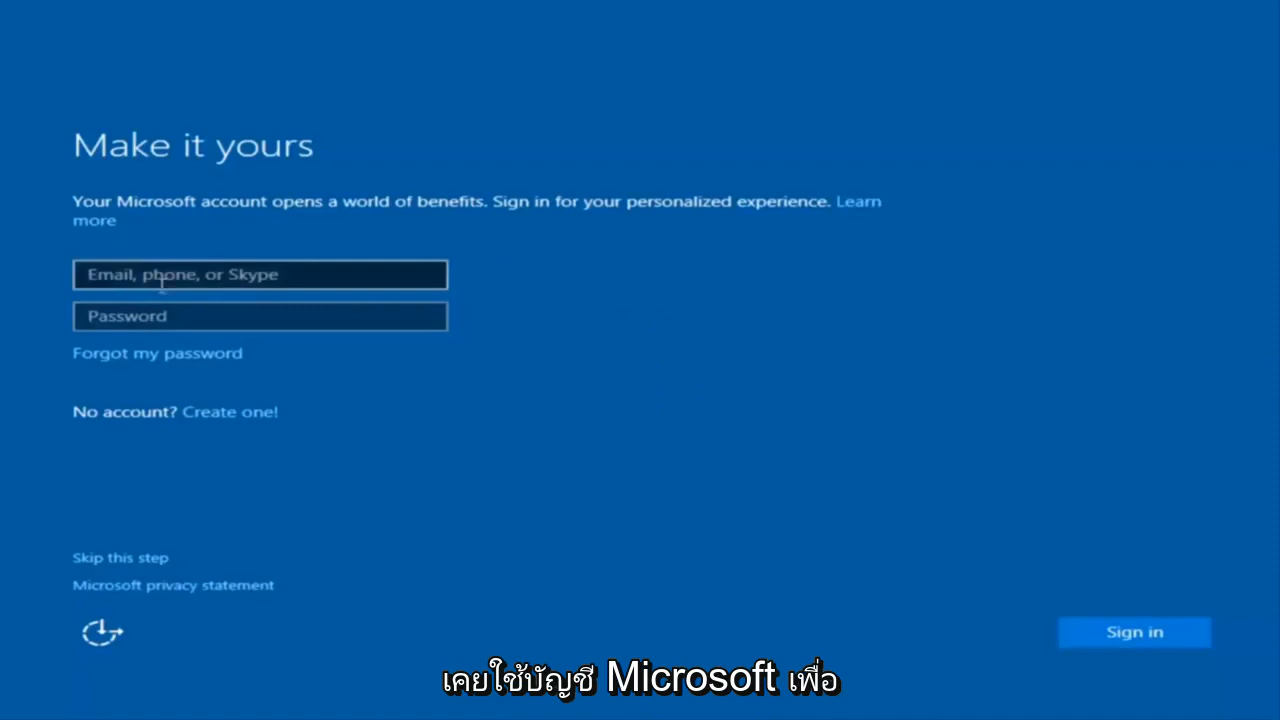 Make it yours
Your Microsoft account opens a world of benefits. Sign in for your personalized experience. Learn
more
Email, phone, or Skype
Password
Forgot my password
No account? Create one!
Skip this step
Microsoft privacy statement
Sign in
เคยใช้บัญชี Microsoft เพื่อ